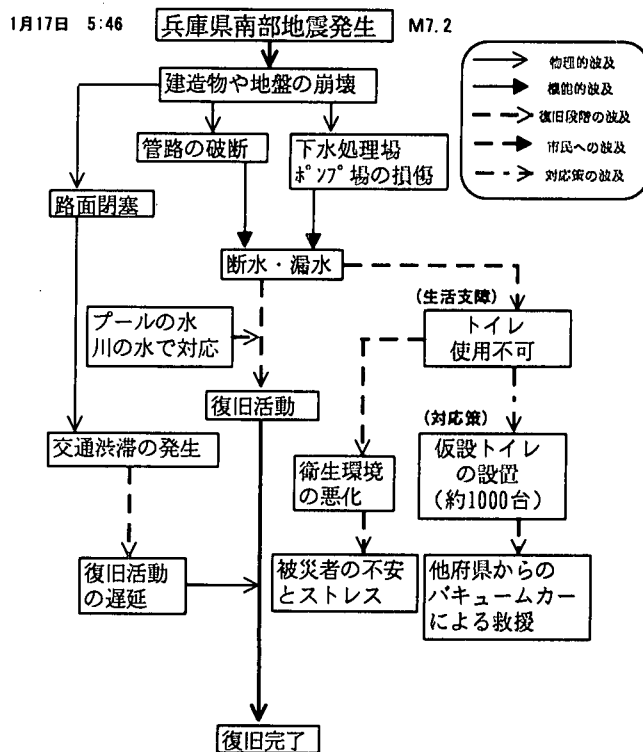 1月17日 5:46
兵庫県南部地震発生
M7.2
物理的波及
機能的波及
復旧段階の波及
市民への波及
対応策の波及
建造物や地盤の崩壊
管路の破断
下水処理場
ポンプ場の損傷
路面閉塞
断水・漏水
(生活支障)
プールの水
川の水で対応
トイレ
使用不可
復旧活動
(対応策)
交通渋滞の発生
衛生環境
の悪化
仮設トイレ
の設置
(約1000台)
復旧活動
の遅延
被災者の不安
とストレス
他府県からの
バキュームカー
による救援
復旧完了